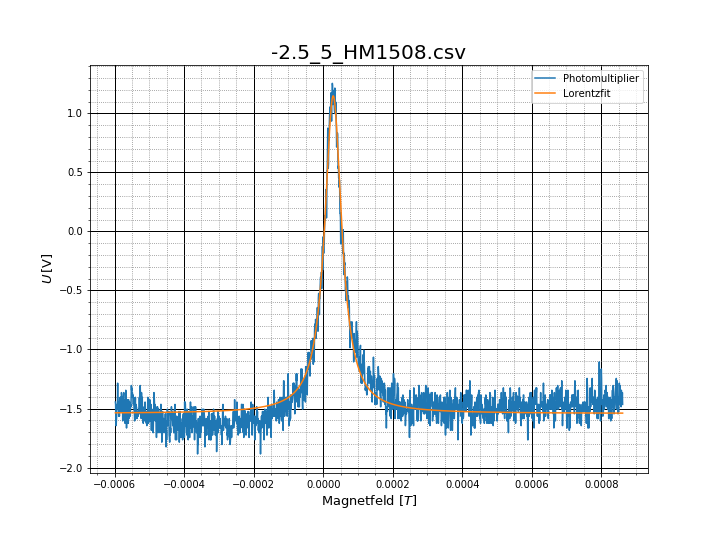 -2.5_5_HM1508.csv
Photomultiplier
Lorentzfit
U[V]
1.0
0.5
0.0
−0.5
−1.0
−1.5
−2.0
−0.0006 −0.0004 −0.0002 0.0000 0.0002 0.0004 0.0006 0.0008
Magnetfeld [T]